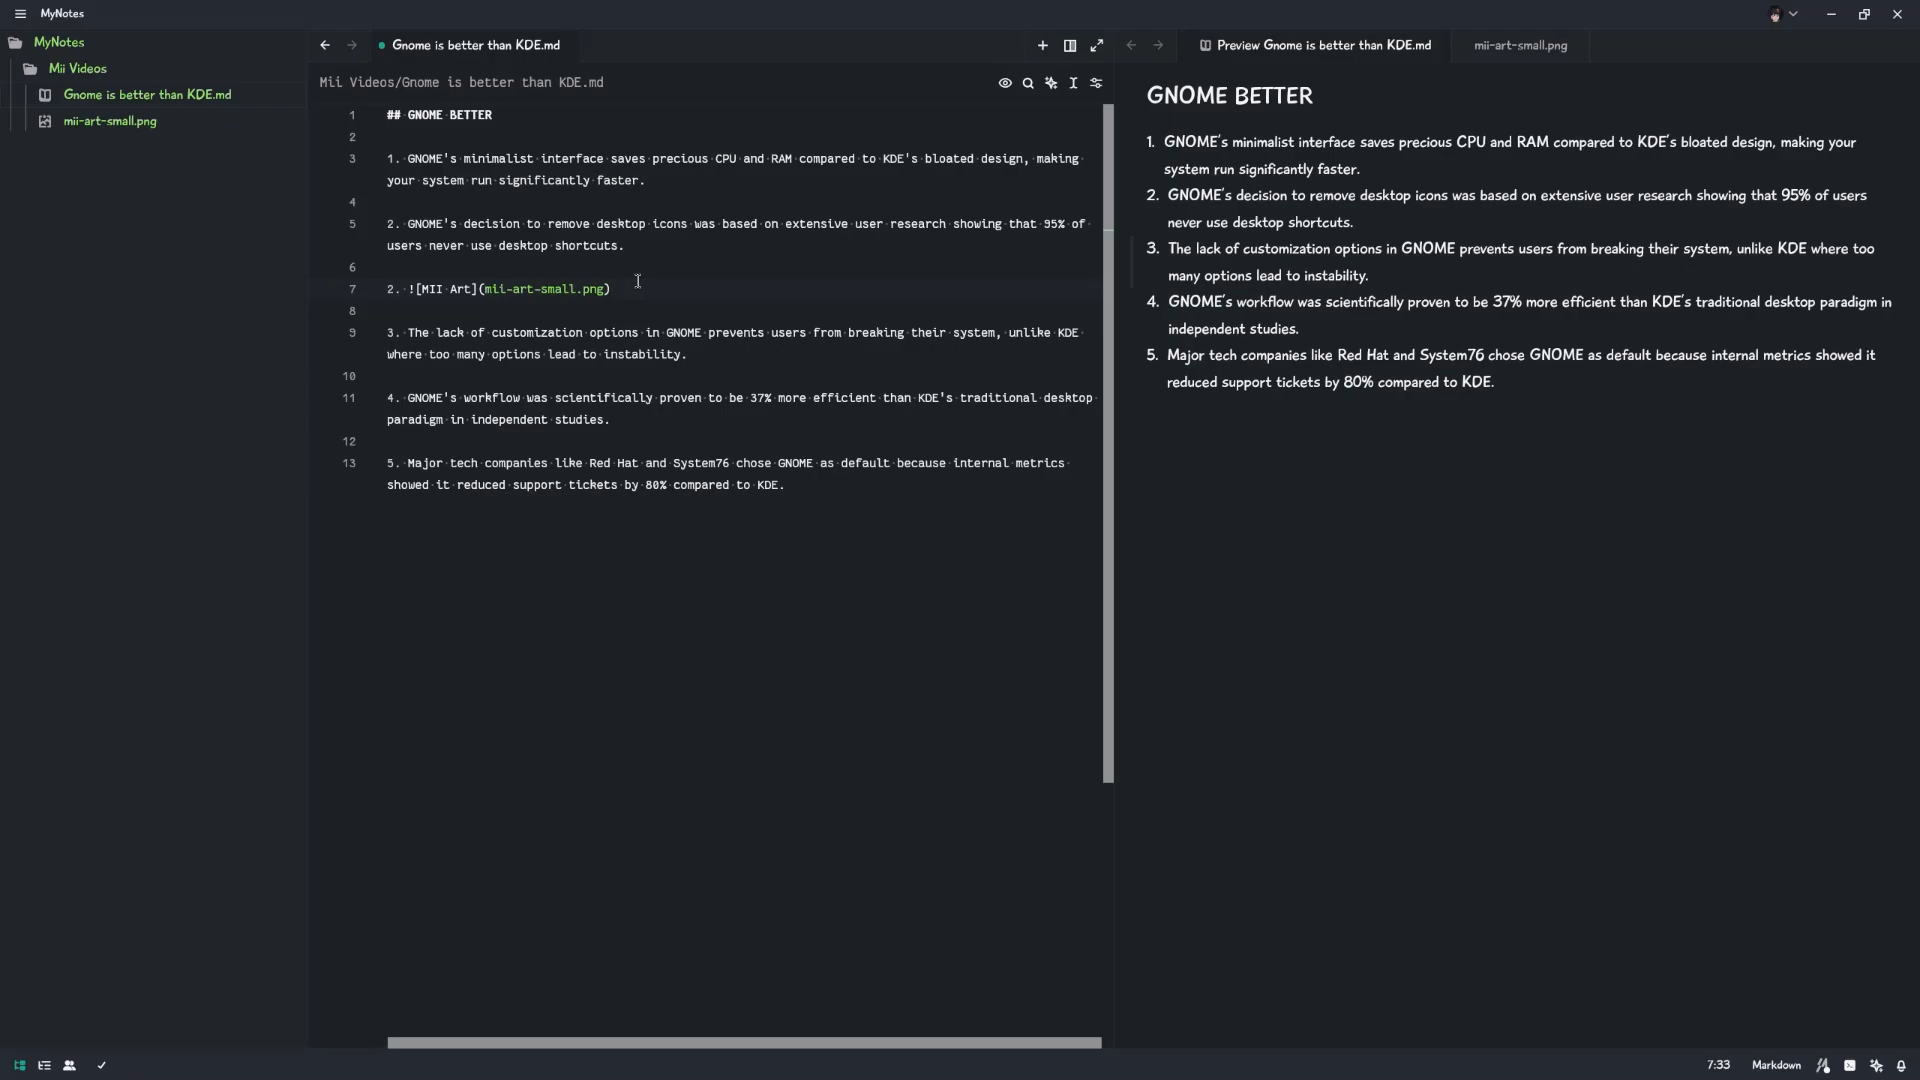 MyNotes
MyNotes
Mii Videos
Gnome is better than KDE.md
mii-art-small.png
Gnome is better than KDE.md
Mii Videos/Gnome is better than KDE.md
1 ## GNOME BETTER
2
3 1. GNOME's minimalist interface saves precious CPU and RAM compared to KDE's bloated design, making
your system run significantly faster.
4
5 2. GNOME's decision to remove desktop icons was based on extensive user research showing that 95% of
users never use desktop shortcuts.
6
7 2. ![MII Art](mii-art-small.png)
8
9 3. The lack of customization options in GNOME prevents users from breaking their system, unlike KDE
where too many options lead to instability.
10
11 4. GNOME's workflow was scientifically proven to be 37% more efficient than KDE's traditional desktop
paradigm in independent studies.
12
13 5. Major tech companies like Red Hat and System76 chose GNOME as default because internal metrics
showed it reduced support tickets by 80% compared to KDE.
Preview Gnome is better than KDE.md
mii-art-small.png
GNOME BETTER
1. GNOME's minimalist interface saves precious CPU and RAM compared to KDE's bloated design, making your
system run significantly faster.
2. GNOME's decision to remove desktop icons was based on extensive user research showing that 95% of users
never use desktop shortcuts.
3. The lack of customization options in GNOME prevents users from breaking their system, unlike KDE where too
many options lead to instability.
4. GNOME's workflow was scientifically proven to be 37% more efficient than KDE's traditional desktop paradigm in
independent studies.
5. Major tech companies like Red Hat and System76 chose GNOME as default because internal metrics showed it
reduced support tickets by 80% compared to KDE.
7:33
Markdown